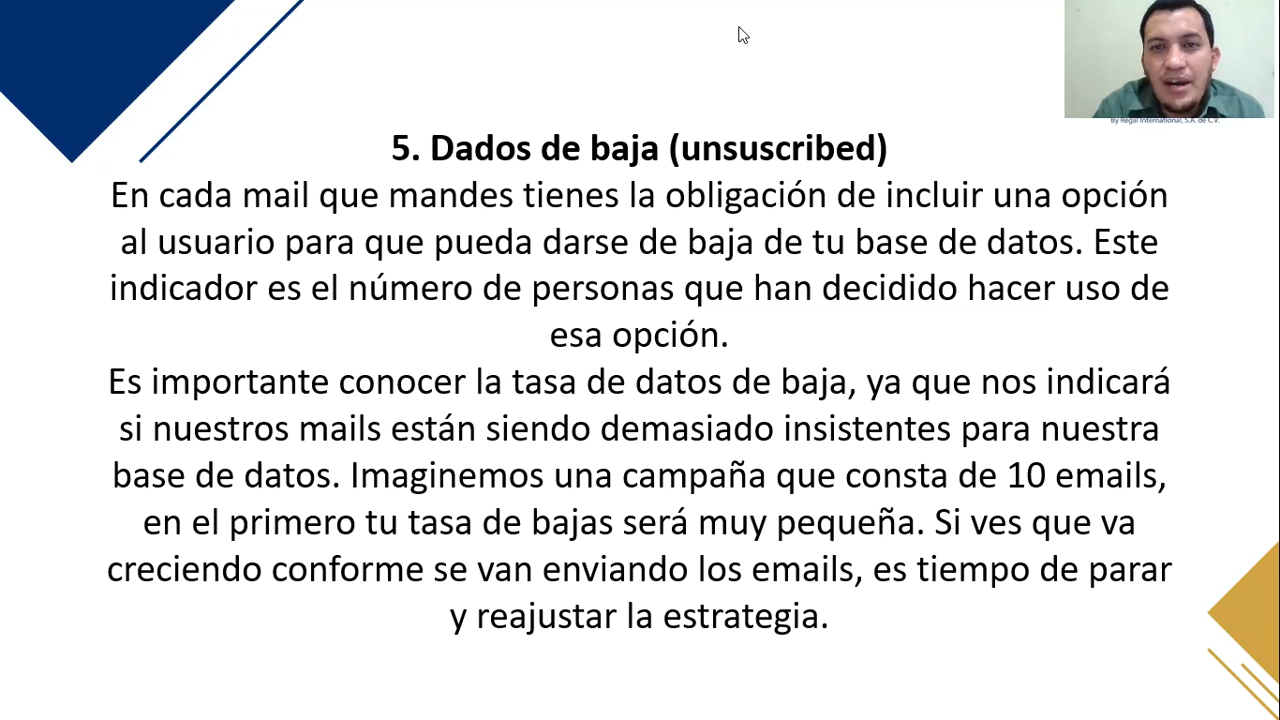 By Regal International, S.A. de C.V.
5. Dados de baja (unsuscribed)
En cada mail que mandes tienes la obligación de incluir una opción
al usuario para que pueda darse de baja de tu base de datos. Este
indicador es el número de personas que han decidido hacer uso de
esa opción.
Es importante conocer la tasa de datos de baja, ya que nos indicará
si nuestros mails están siendo demasiado insistentes para nuestra
base de datos. Imaginemos una campaña que consta de 10 emails,
en el primero tu tasa de bajas será muy pequeña. Si ves que va
creciendo conforme se van enviando los emails, es tiempo de parar
y reajustar la estrategia.